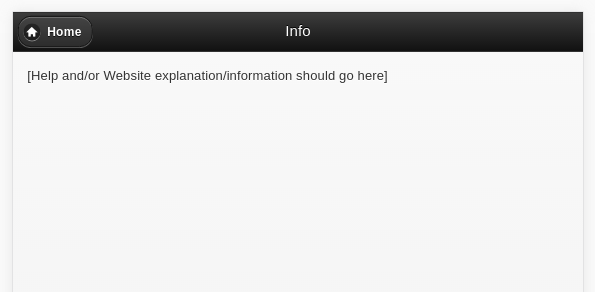 Home
Info
[Help and/or Website explanation/information should go here]